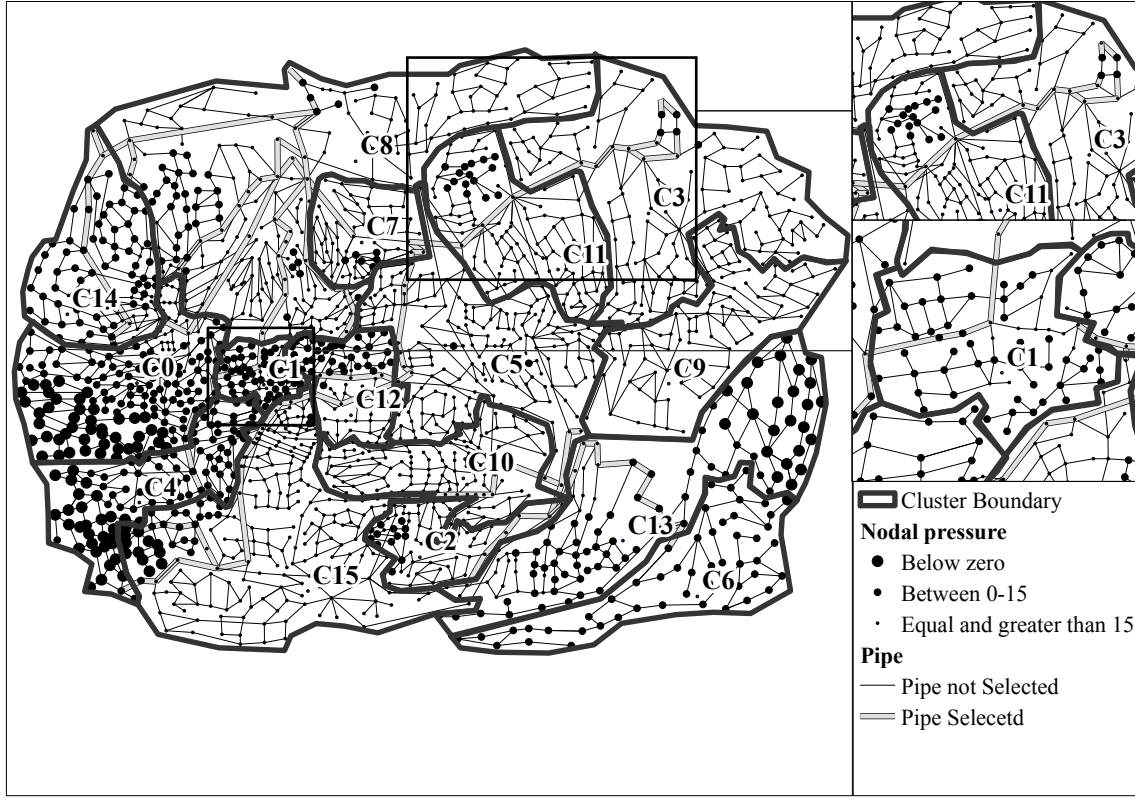 C8
C3
C7
C11
C14
C0
C1
C5
C9
C12
C10
C4
C13
C2
C15
C6
C3
C11
C1
Cluster Boundary
Nodal pressure
Below zero
Between 0-15
Equal and greater than 15
Pipe
Pipe not Selected
Pipe Selecetd